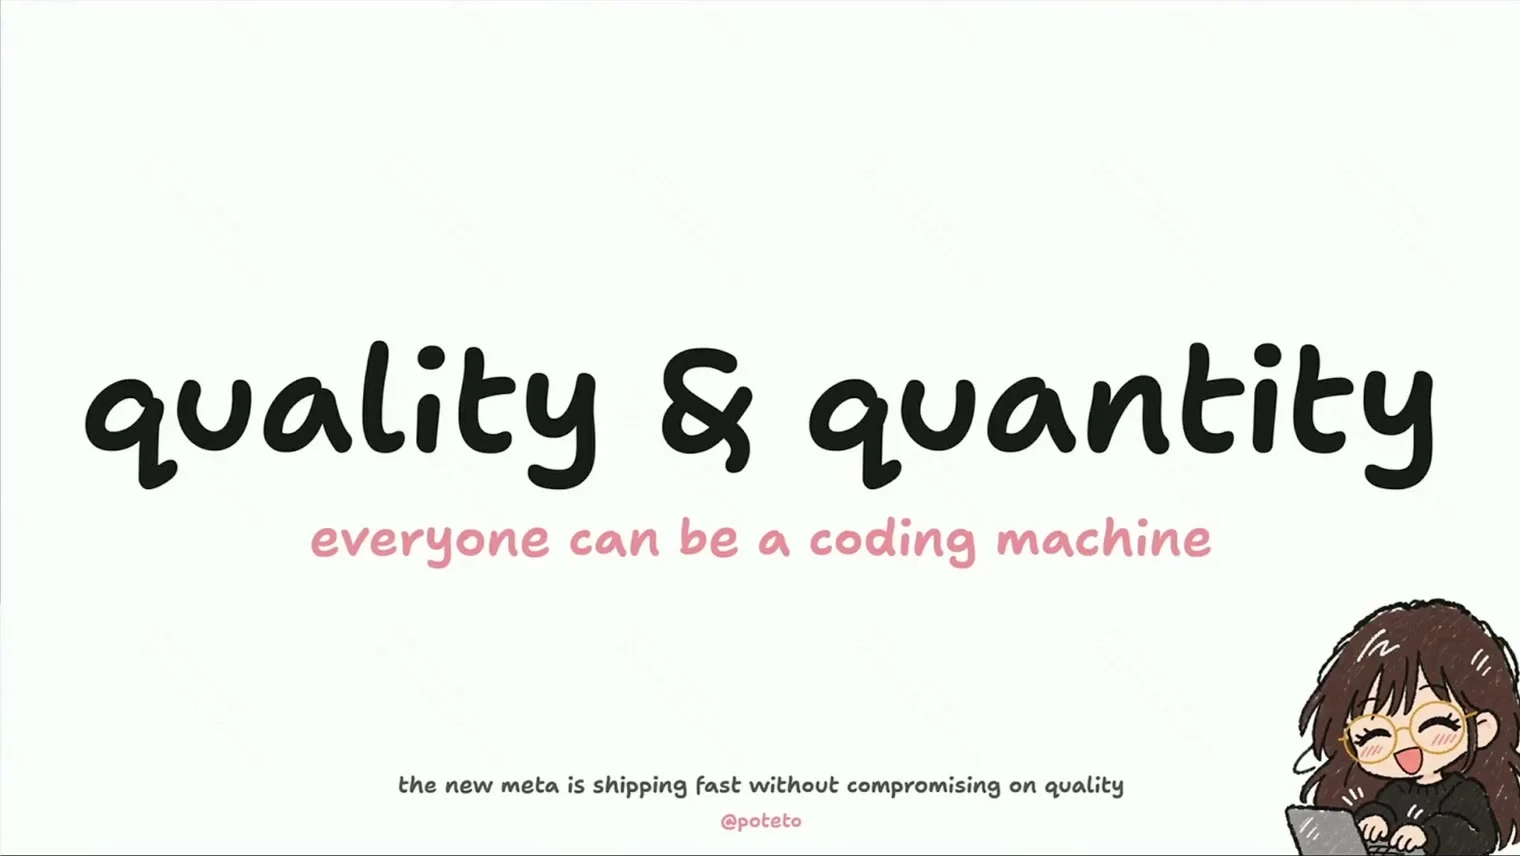 quality & quantity
everyone can be a coding machine
the new meta is shipping fast without compromising on quality
@poteto